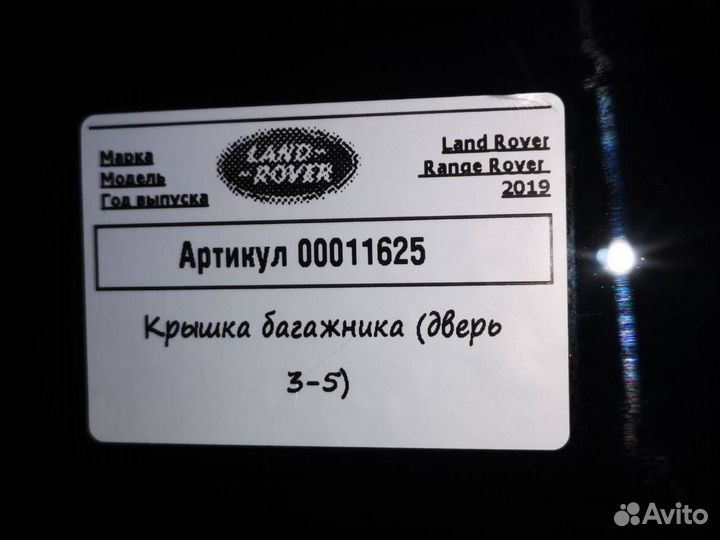 Марка
Модель
Год выпуска
LAND-
-ROVER
Land Rover
Range Rover
2019
Артикул 00011625
Крышка багажника (дверь
3-5)
Avito